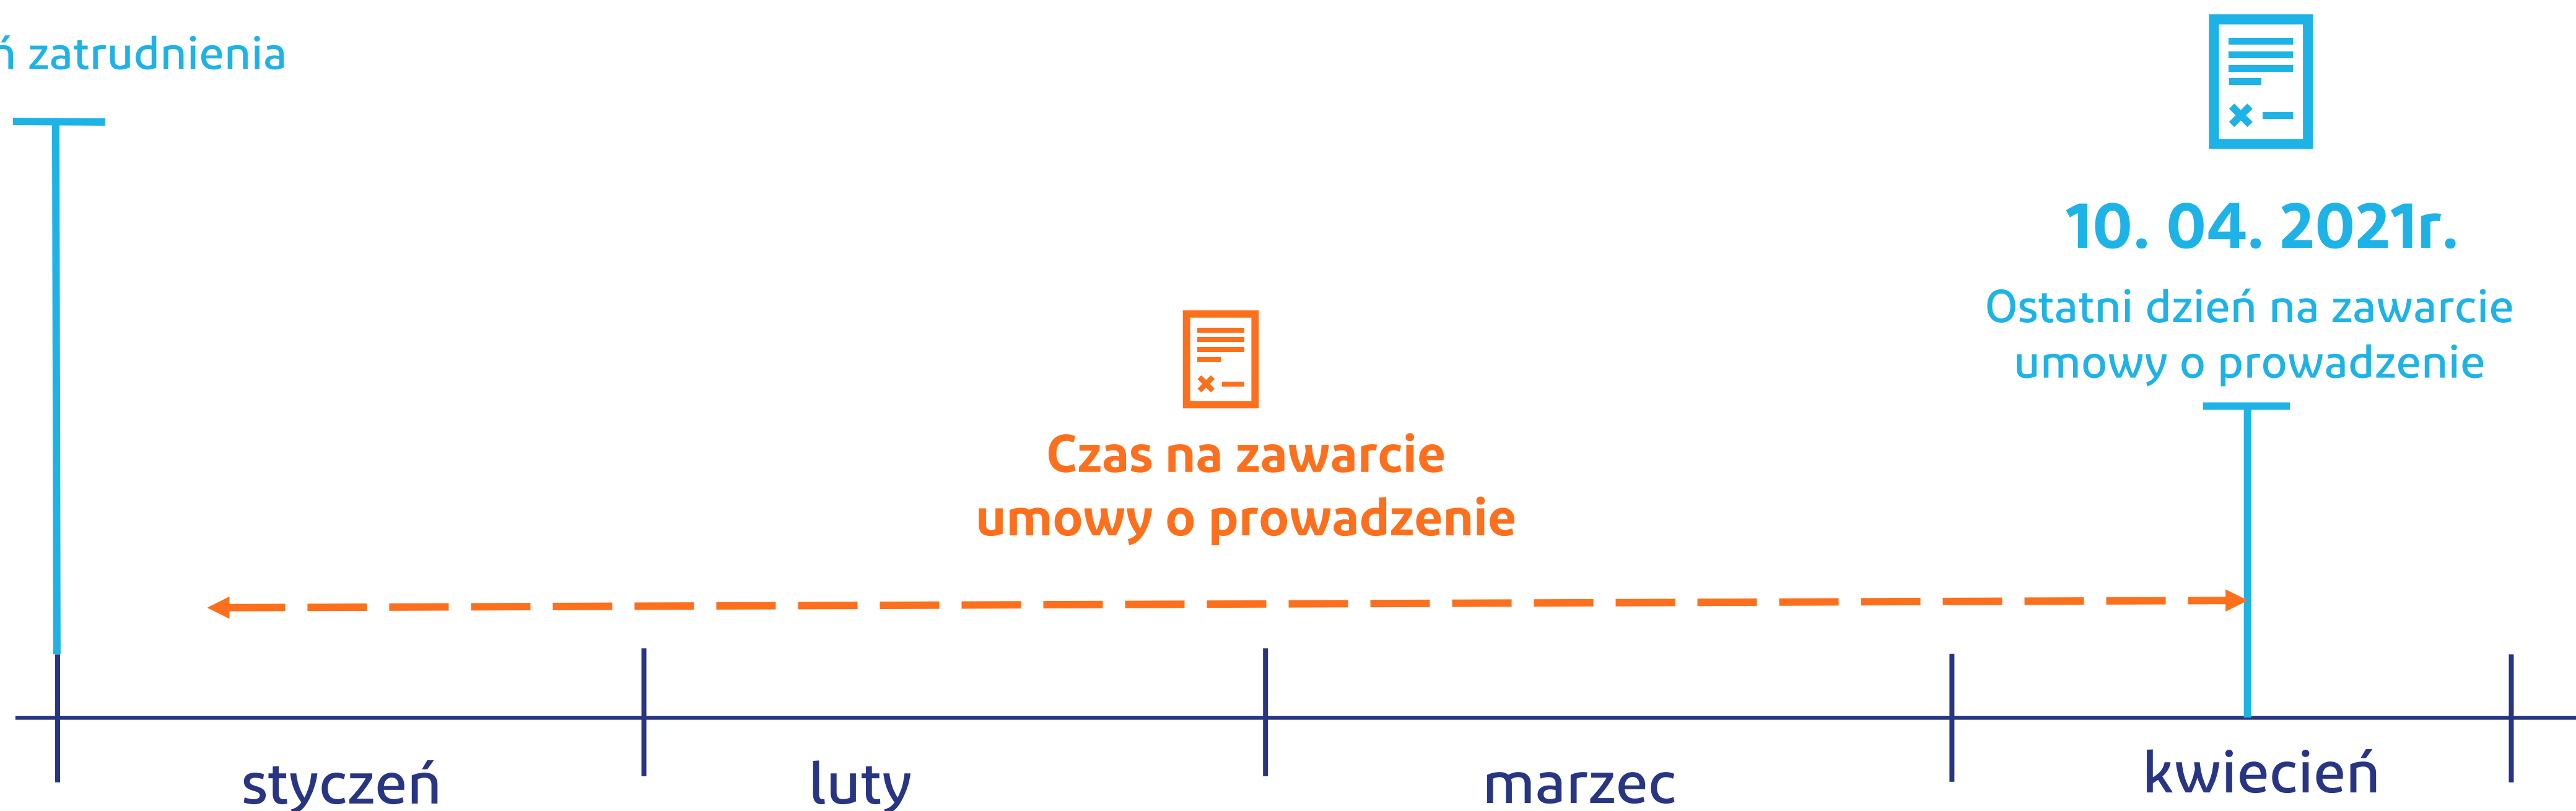 zatrudnienia
10. 04. 2021r.
Ostatni dzień na zawarcie
umowy o prowadzenie
Czas na zawarcie
umowy o prowadzenie
styczeń luty marzec kwiecień